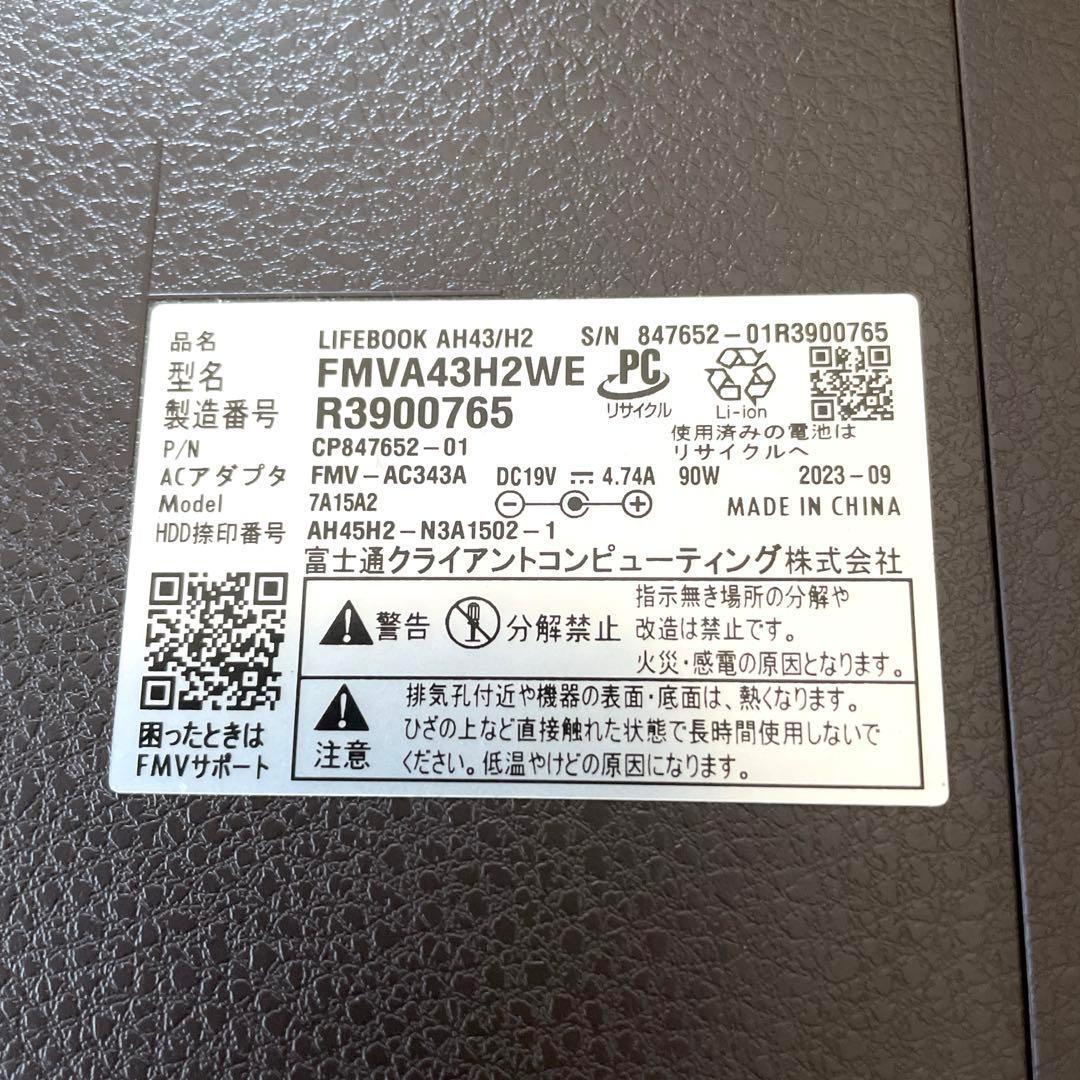 品名 LIFEBOOK AH43/H2 S/N 847652-01R3900765
型名 FMVA43H2WE
PC リサイクル
Li-ion
製造番号 R3900765
使用済みの電池は
リサイクルへ
P/N CP847652-01
ACアダプタ FMV-AC343A DC19V 4.74A 90W 2023-09
Model 7A15A2 MADE IN CHINA
HDD捺印番号 AH45H2-N3A1502-1
富士通クライアントコンピューティング株式会社
警告 分解禁止
指示無き場所の分解や
改造は禁止です。
火災・感電の原因となります。
注意
排気孔付近や機器の表面・底面は、熱くなります。
ひざの上など直接触れた状態で長時間使用しないで
ください。低温やけどの原因になります。
困ったときは
FMVサポート